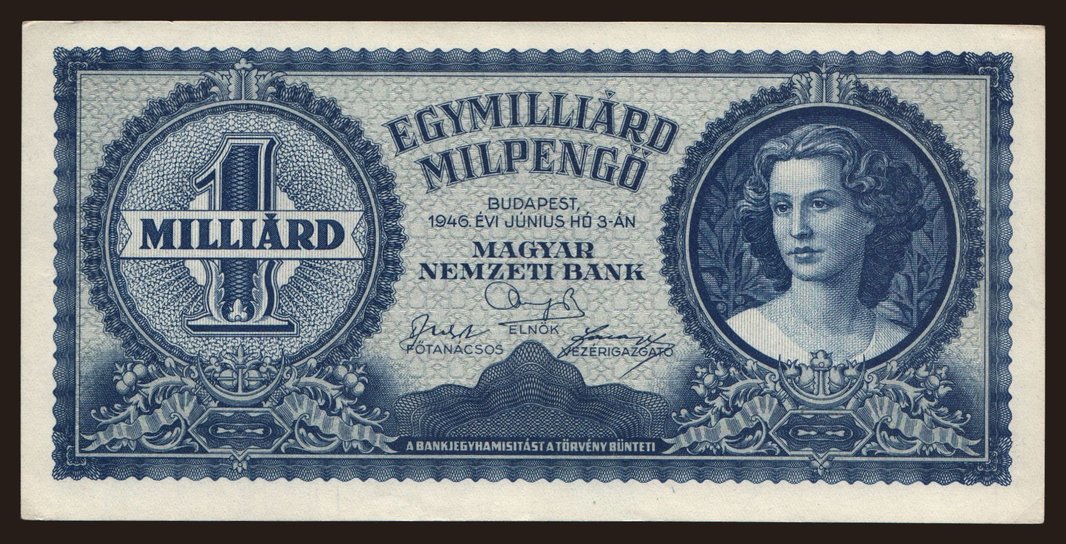 1
MILLIÁRD
EGYMILLIÁRD
MILPENGŐ
BUDAPEST,
1946. ÉVI JÚNIUS HÓ 3-ÁN
MAGYAR
NEMZETI BANK
ELNÖK
FŐTANÁCSOS
VEZÉRIGAZGATÓ
A BANKJEGYHAMISITÁST A TÖRVÉNY BÜNTETI